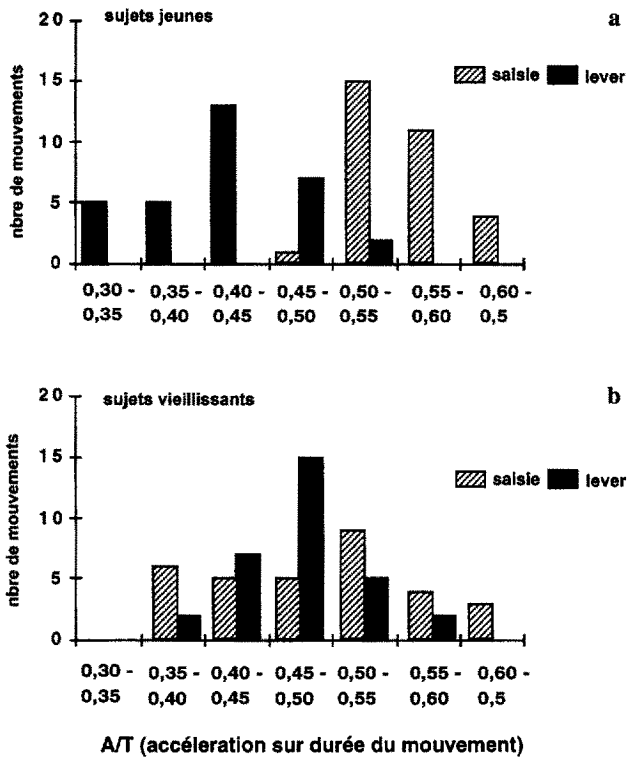 sujets jeunes
a
20
15
10
5
0
nbre de mouvements
saisie lever
0,30 - 0,35 - 0,40 - 0,45 - 0,50 - 0,55 - 0,60 -
0,35 0,40 0,45 0,50 0,55 0,60 0,5
sujets vieillissants
b
20
15
10
5
0
nbre de mouvements
saisie lever
0,30 - 0,35 - 0,40 - 0,45 - 0,50 - 0,55 - 0,60 -
0,35 0,40 0,45 0,50 0,55 0,60 0,5
A/T (accéleration sur durée du mouvement)